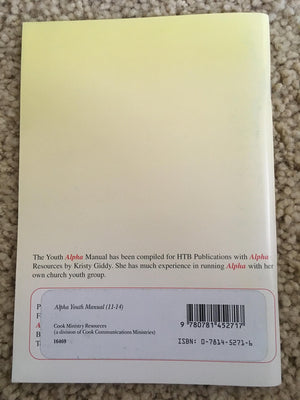 The Youth Alpha Manual has been compiled for HTB Publications with Alpha
Resources by Kristy Giddy. She has much experience in running Alpha with her
own church youth group.
P
F
A
B
T
Alpha Youth Manual (11-14)
Cook Ministry Resources
(a division of Cook Communications Ministries)
16469
9 780781 452717
ISBN: 0-7814-5271-6